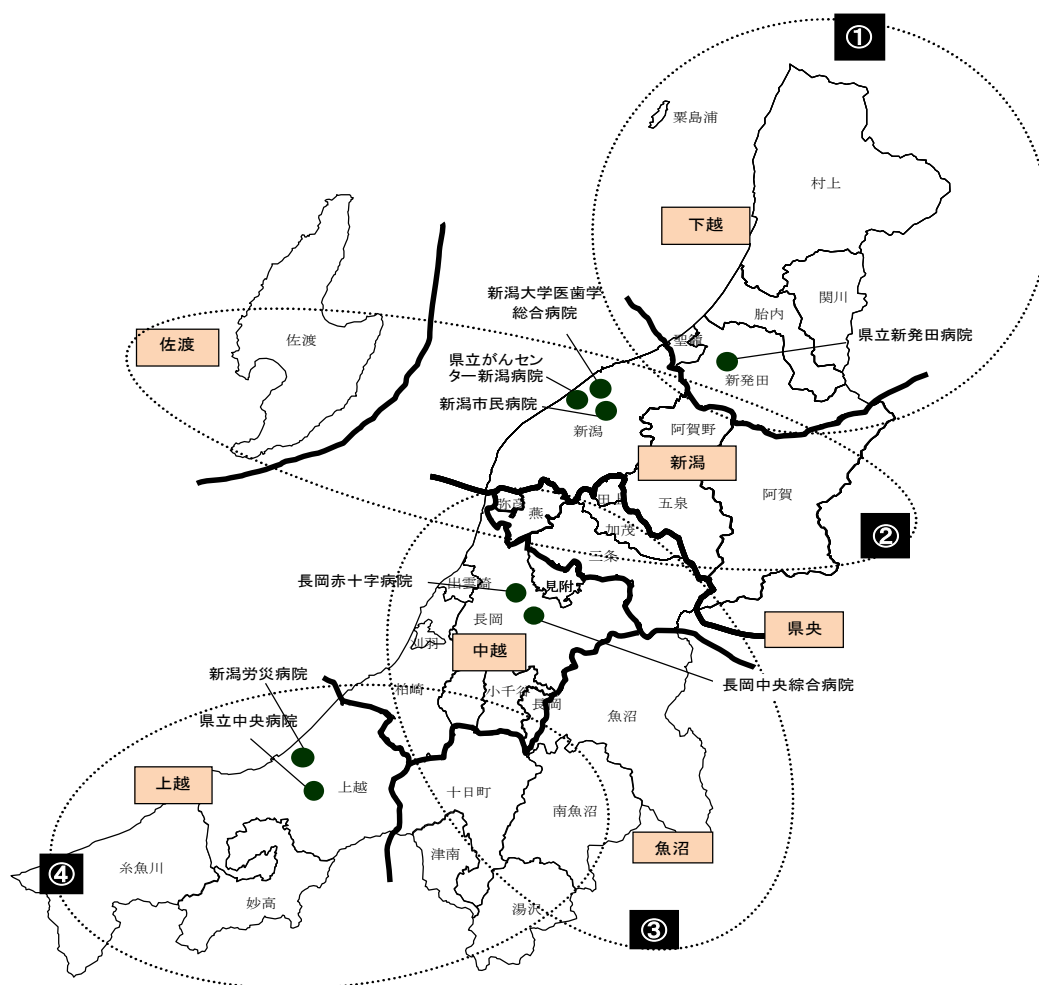 ①
粟島浦
村上
下越
関川
新潟大学医歯学
総合病院
胎内
佐渡
佐渡
聖籠
県立新発田病院
県立がんセン
ター新潟病院
新発田
新潟市民病院
新潟
阿賀野
新潟
阿賀
弥彦
燕
田上
五泉
②
加茂
三条
長岡赤十字病院
出雲崎
見附
長岡
県央
刈羽
中越
新潟労災病院
柏崎
小千谷
長岡
長岡中央綜合病院
魚沼
県立中央病院
上越
上越
十日町
南魚沼
魚沼
津南
④
糸魚川
妙高
湯沢
③